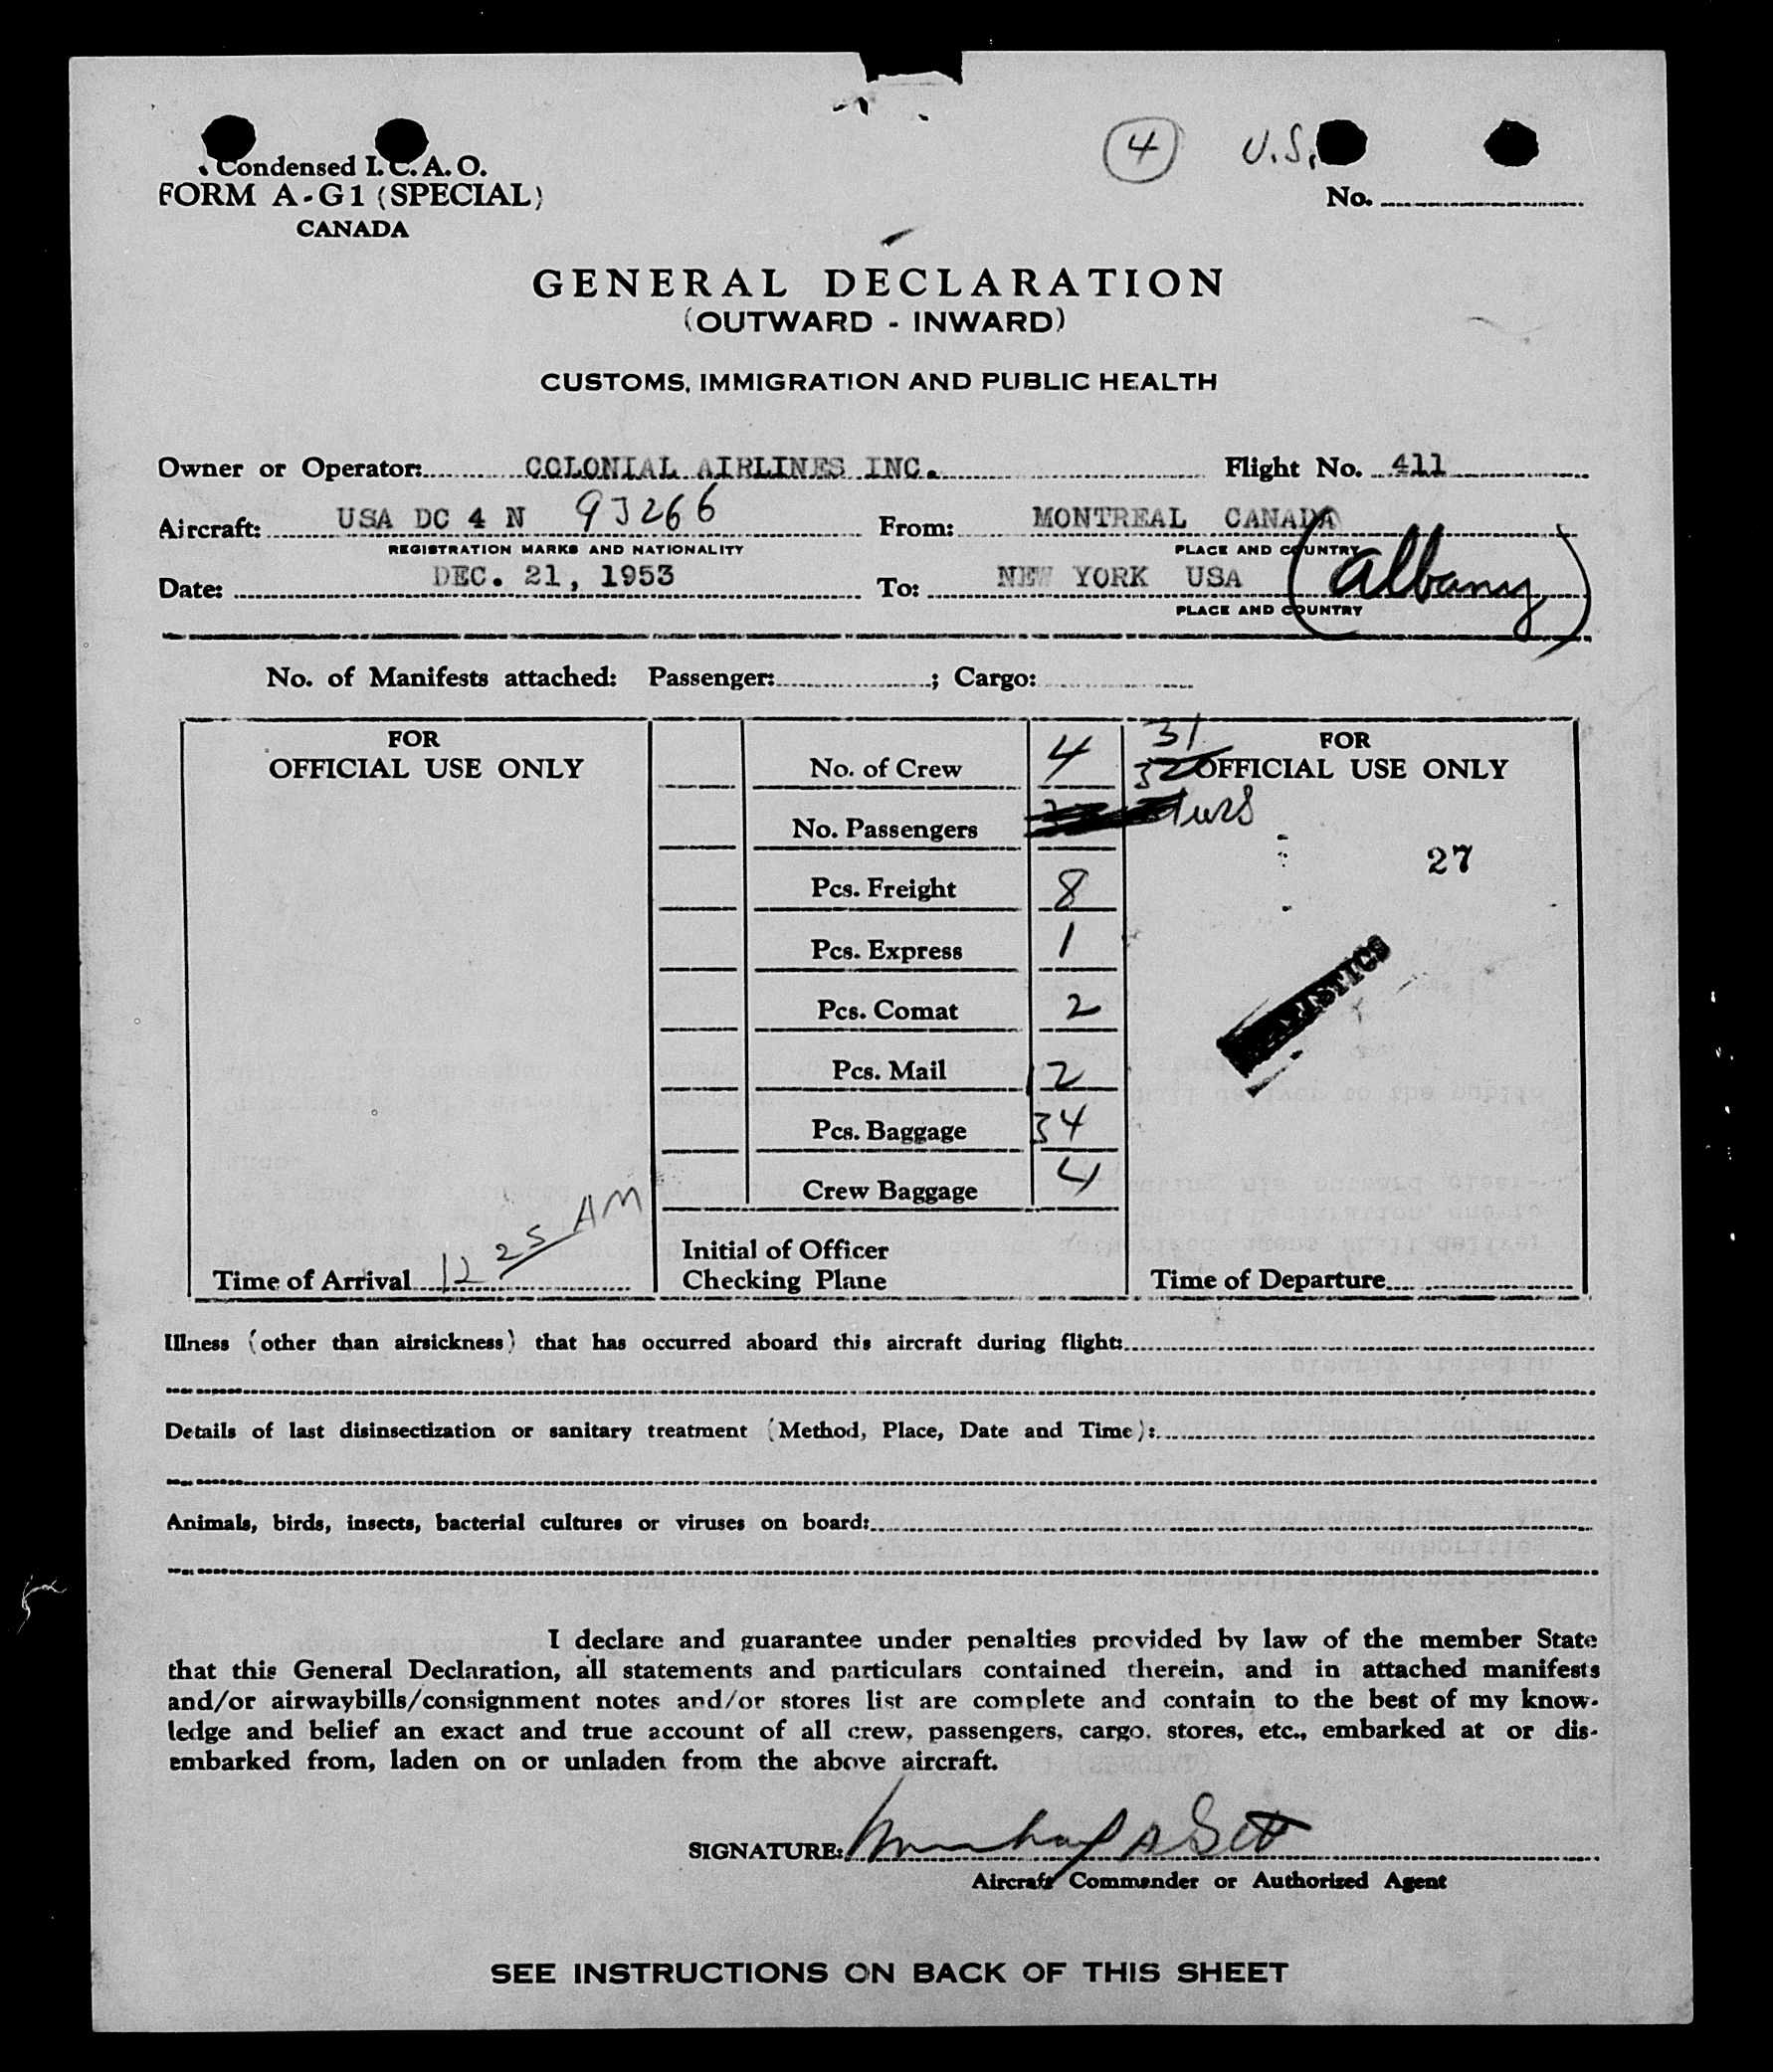 4 U.S.
Condensed I. C. A. O.
FORM A-G1 (SPECIAL)
CANADA
No.
GENERAL DECLARATION
(OUTWARD - INWARD)
CUSTOMS, IMMIGRATION AND PUBLIC HEALTH
Owner or Operator: COLONIAL AIRLINES INC. Flight No. 411
Aircraft: USA DC 4 N 9J266 From: MONTREAL CANADA
REGISTRATION MARKS AND NATIONALITY PLACE AND COUNTRY
Date: DEC. 21, 1953 To: NEW YORK USA (Albany)
PLACE AND COUNTRY
No. of Manifests attached: Passenger: ; Cargo:
FOR
OFFICIAL USE ONLY
No. of Crew 4
No. Passengers
Pcs. Freight 8
Pcs. Express 1
Pcs. Comat 2
Pcs. Mail 2
Pcs. Baggage 34
Crew Baggage 4
31
32
FOR
OFFICIAL USE ONLY
27
Time of Arrival 12 25 AM
Initial of Officer
Checking Plane
Time of Departure
Illness (other than airsickness) that has occurred aboard this aircraft during flight:
Details of last disinsectization or sanitary treatment (Method, Place, Date and Time):
Animals, birds, insects, bacterial cultures or viruses on board:
I declare and guarantee under penalties provided by law of the member State
that this General Declaration, all statements and particulars contained therein, and in attached manifests
and/or airwaybills/consignment notes and/or stores list are complete and contain to the best of my know-
ledge and belief an exact and true account of all crew, passengers, cargo, stores, etc., embarked at or dis-
embarked from, laden on or unladen from the above aircraft.
SIGNATURE:
Aircraft Commander or Authorized Agent
SEE INSTRUCTIONS ON BACK OF THIS SHEET